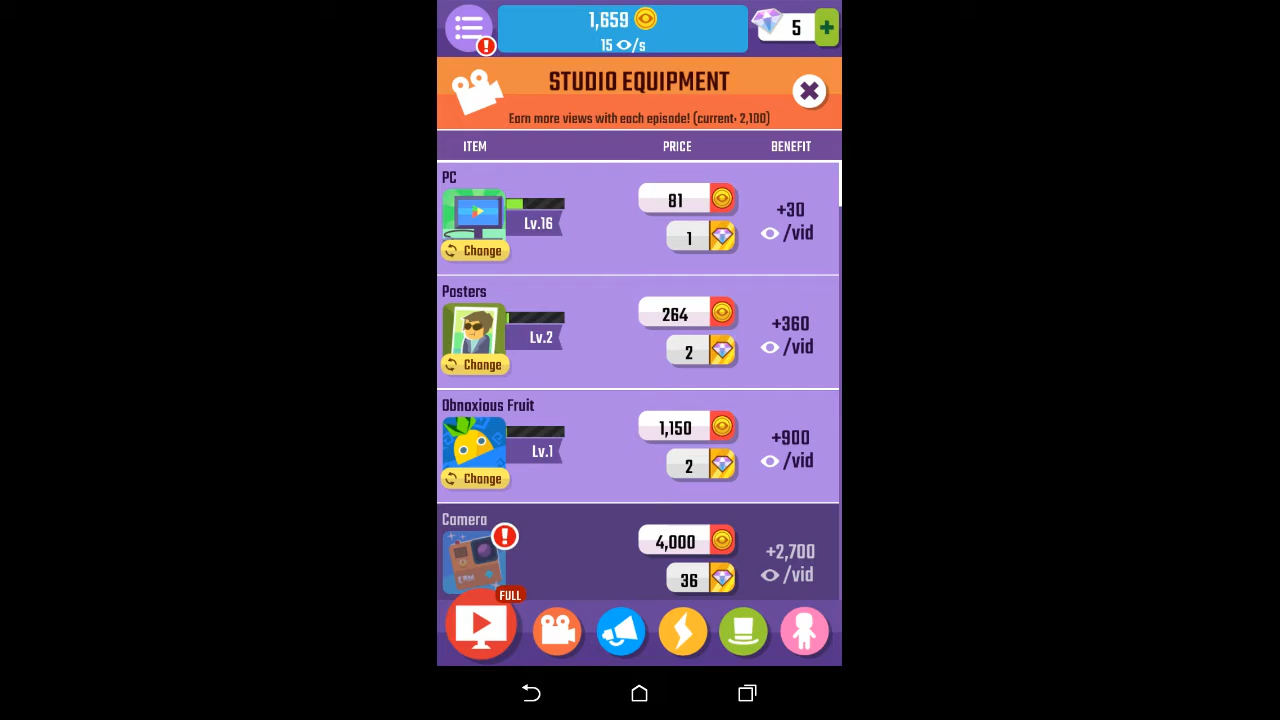 1,659
15 /s
5 +
STUDIO EQUIPMENT
Earn more views with each episode! (current: 2,100)
ITEM PRICE BENEFIT
PC
Lv.16
Change
81
1
+30
/vid
Posters
Lv.2
Change
264
2
+360
/vid
Obnoxious Fruit
Lv.1
Change
1,150
2
+900
/vid
Camera
!
4,000
36
+2,700
/vid
FULL